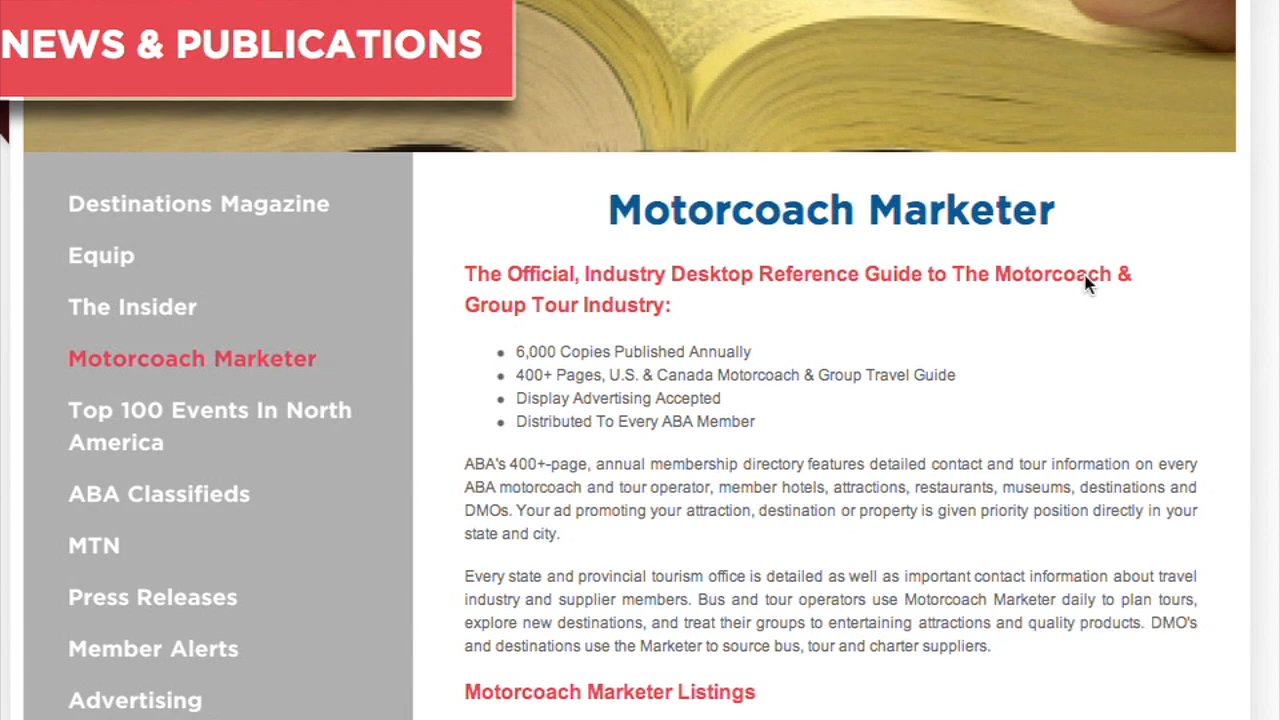 NEWS & PUBLICATIONS
Destinations Magazine
Equip
The Insider
Motorcoach Marketer
Top 100 Events In North
America
ABA Classifieds
MTN
Press Releases
Member Alerts
Advertising
Motorcoach Marketer
The Official, Industry Desktop Reference Guide to The Motorcoach &
Group Tour Industry:
6,000 Copies Published Annually
400+ Pages, U.S. & Canada Motorcoach & Group Travel Guide
Display Advertising Accepted
Distributed To Every ABA Member
ABA's 400+-page, annual membership directory features detailed contact and tour information on every
ABA motorcoach and tour operator, member hotels, attractions, restaurants, museums, destinations and
DMOs. Your ad promoting your attraction, destination or property is given priority position directly in your
state and city.
Every state and provincial tourism office is detailed as well as important contact information about travel
industry and supplier members. Bus and tour operators use Motorcoach Marketer daily to plan tours,
explore new destinations, and treat their groups to entertaining attractions and quality products. DMO's
and destinations use the Marketer to source bus, tour and charter suppliers.
Motorcoach Marketer Listings